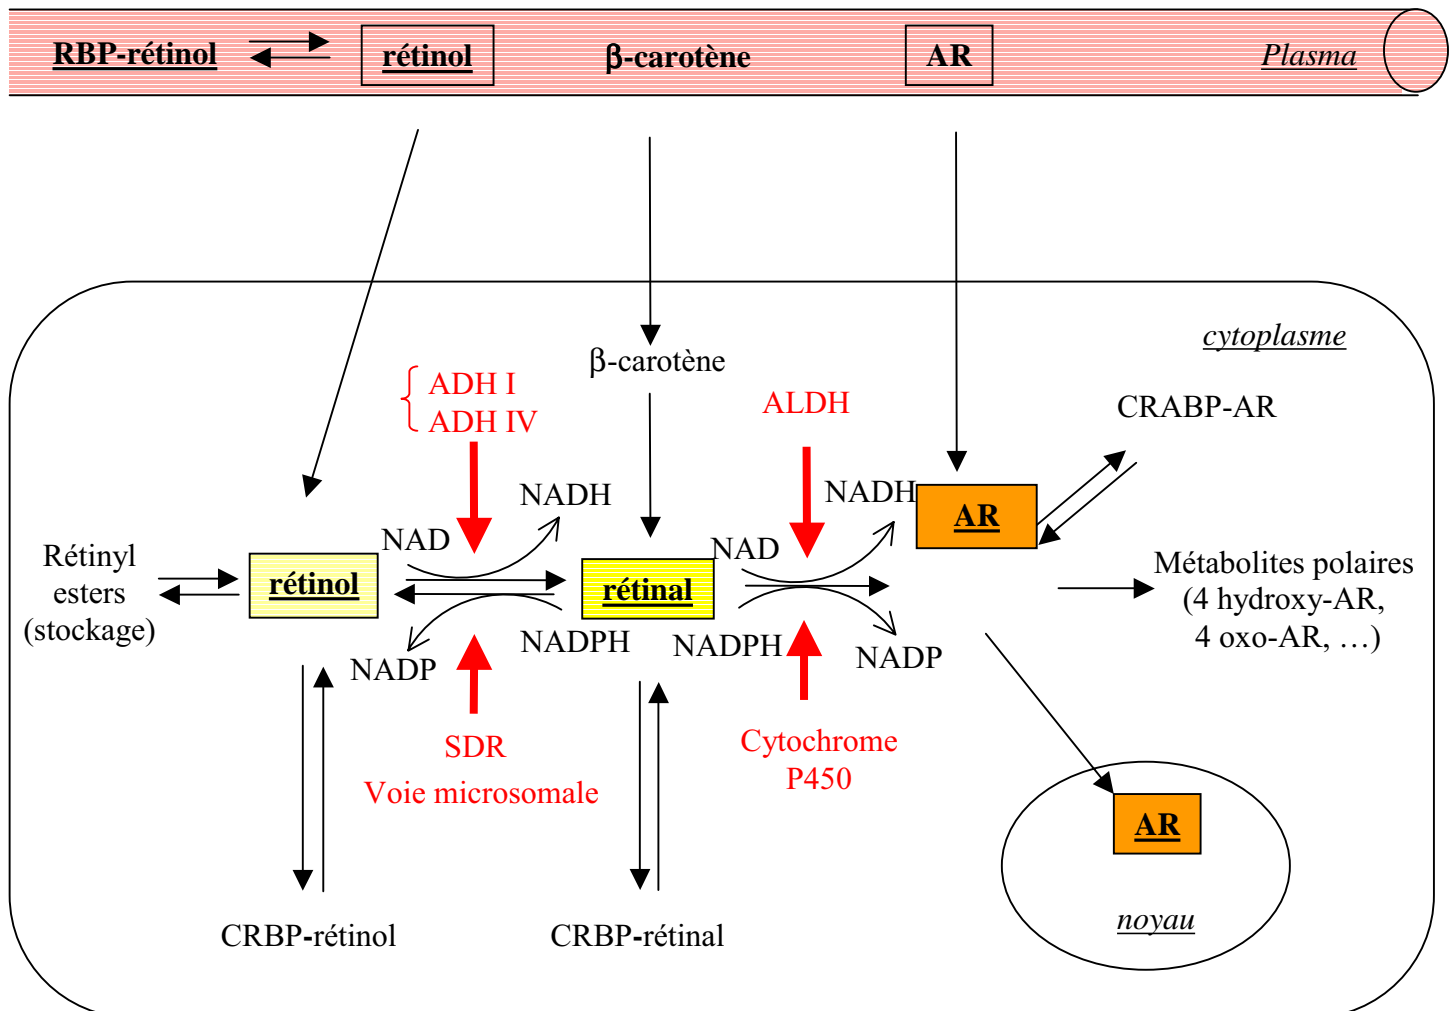 RBP-rétinol
rétinol
β-carotène
AR
Plasma
cytoplasme
β-carotène
ADH I
ADH IV
ALDH
CRABP-AR
NADH
NADH
AR
NAD
NAD
Rétinyl
esters
(stockage)
rétinol
rétinal
Métabolites polaires
(4 hydroxy-AR,
4 oxo-AR, …)
NADP
NADPH
NADPH
NADP
SDR
Voie microsomale
Cytochrome
P450
AR
noyau
CRBP-rétinol
CRBP-rétinal